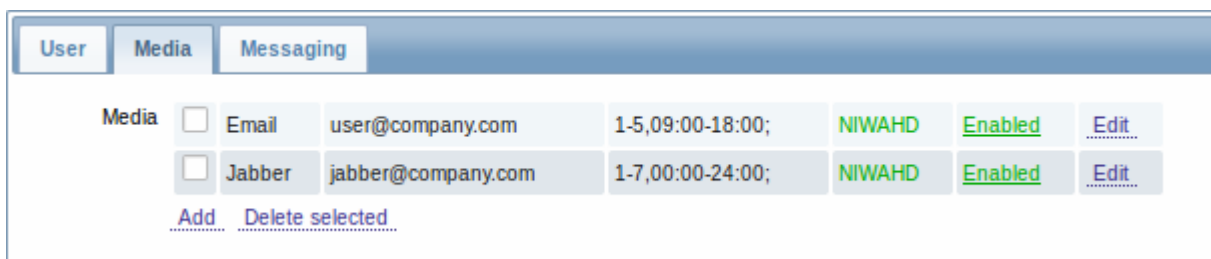 User Media Messaging
Media Email user@company.com 1-5,09:00-18:00; NIWAHD Enabled Edit
Jabber jabber@company.com 1-7,00:00-24:00; NIWAHD Enabled Edit
Add Delete selected